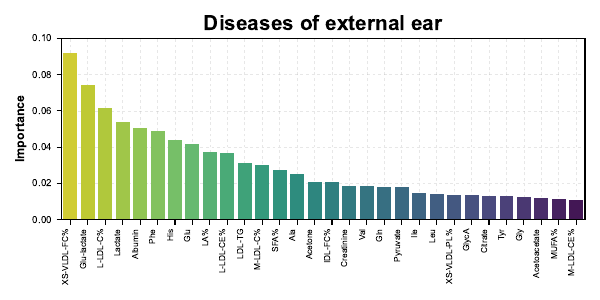 Diseases of external ear
Importance
0.10
0.08
0.06
0.04
0.02
0.00
XS-VLDL-FC%
Glu-lactate
L-LDL-C%
Lactate
Albumin
Phe
His
Glu
LA%
L-LDL-CE%
LDL-TG
M-LDL-C%
SFA%
Ala
Acetone
IDL-FC%
Creatinine
Val
Gln
Pyruvate
Ile
Leu
XS-VLDL-PL%
GlycA
Citrate
Tyr
Gly
Acetoacetate
MUFA%
M-LDL-CE%